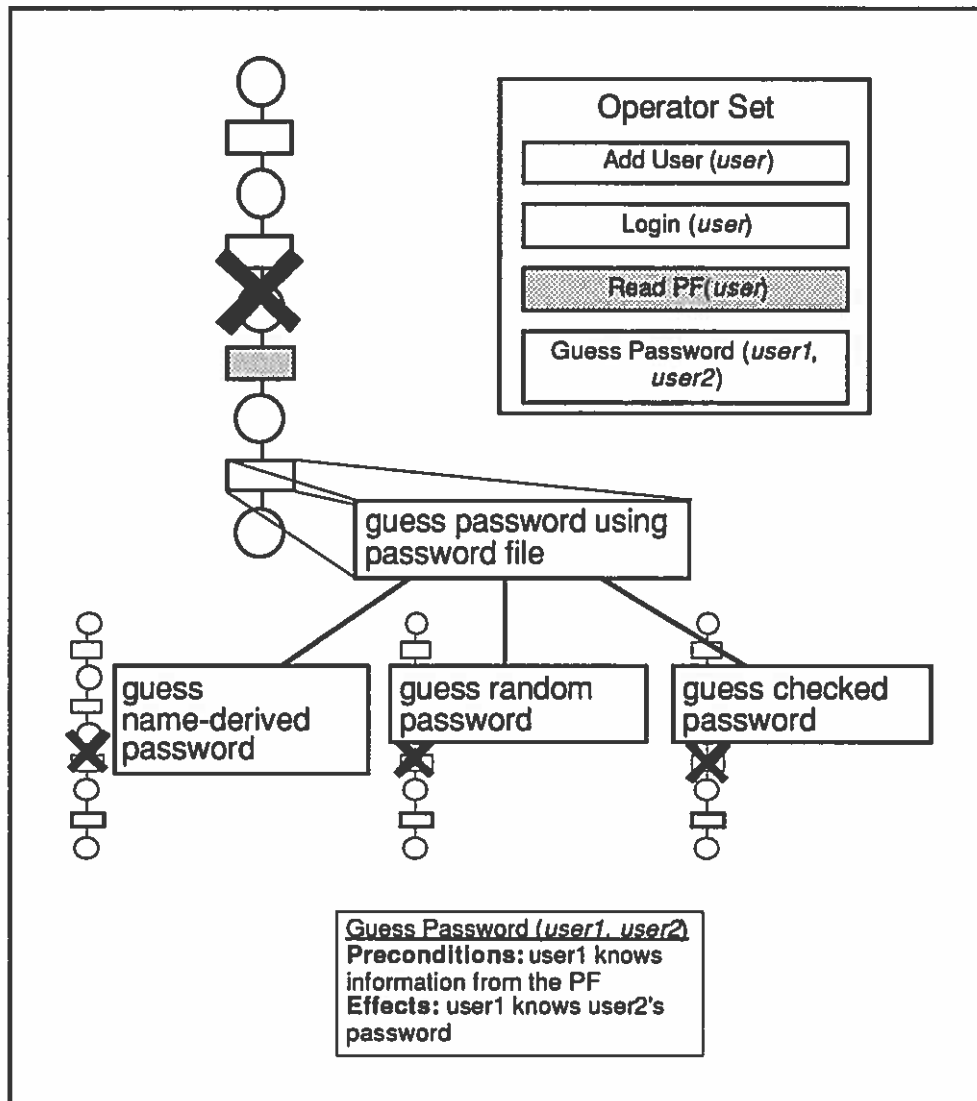 Operator Set
Add User (user)
Login (user)
Read PF(user)
Guess Password (user1,
user2)
guess password using
password file
guess
name-derived
password
guess random
password
guess checked
password
Guess Password (user1, user2)
Preconditions: user1 knows
information from the PF
Effects: user1 knows user2's
password